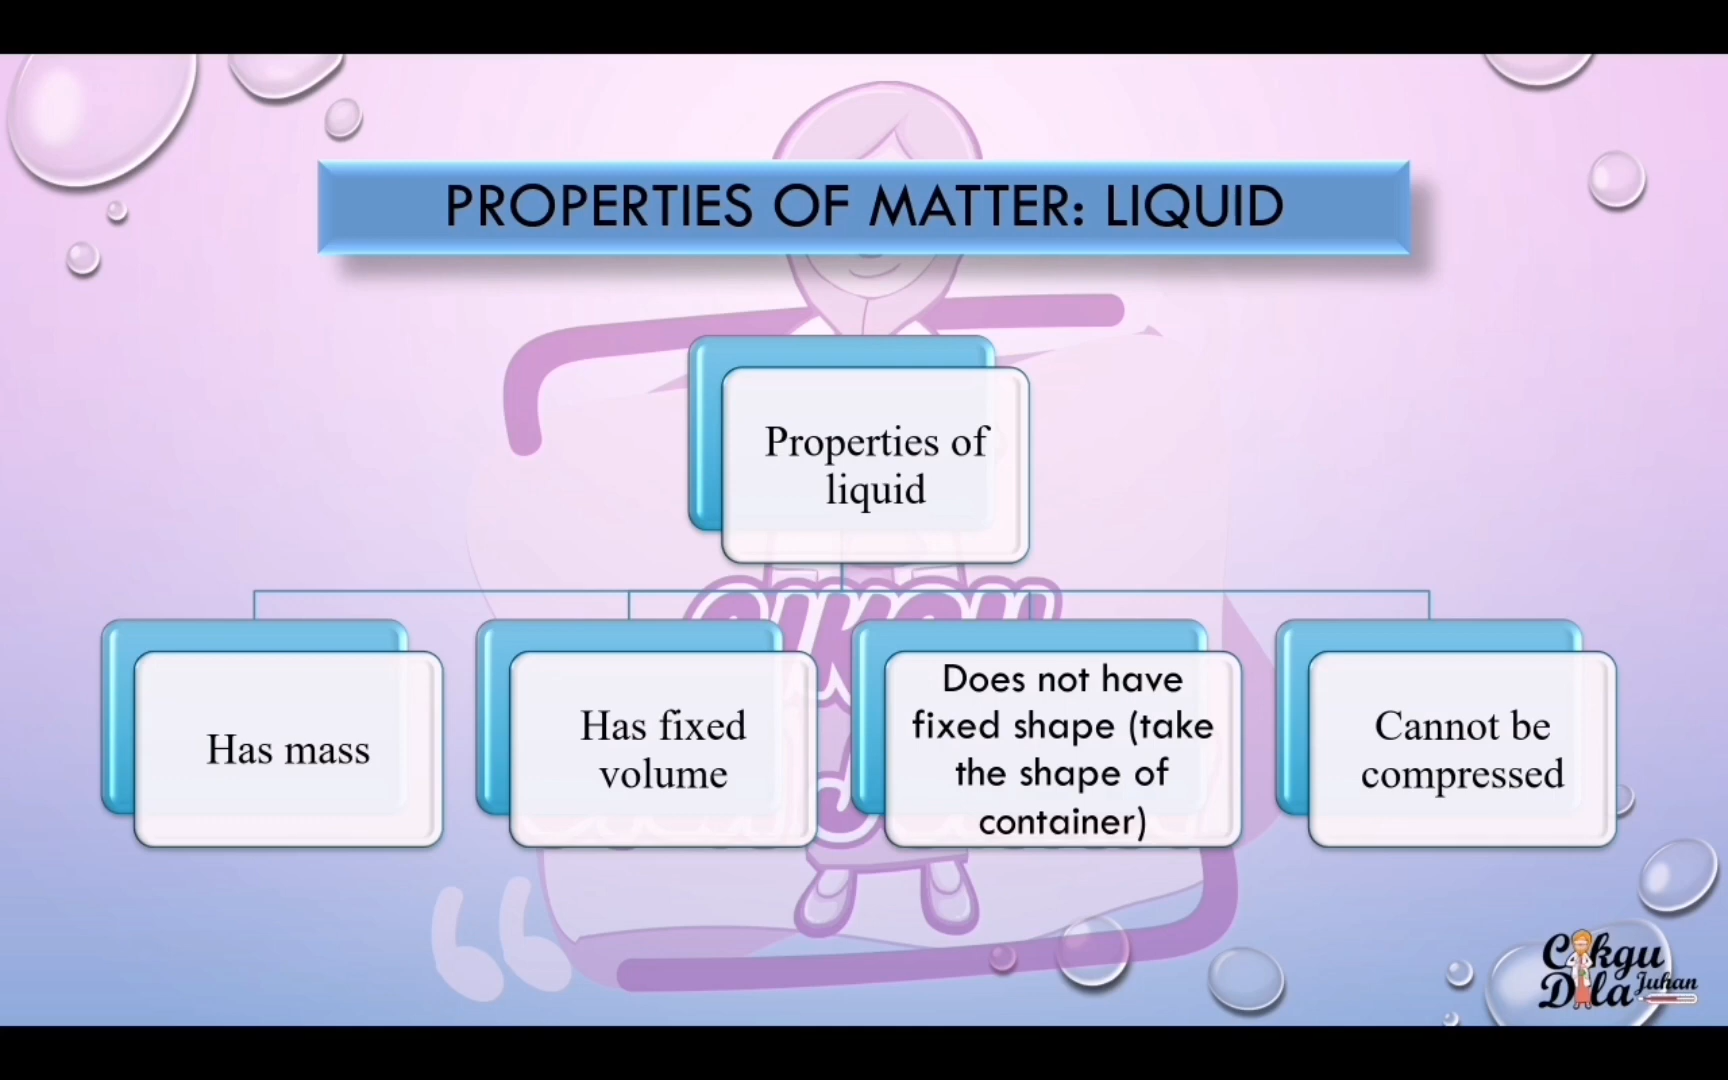 PROPERTIES OF MATTER: LIQUID
Properties of
liquid
Has mass
Has fixed
volume
Does not have
fixed shape (take
the shape of
container)
Cannot be
compressed
Cikgu
Dila Juhan